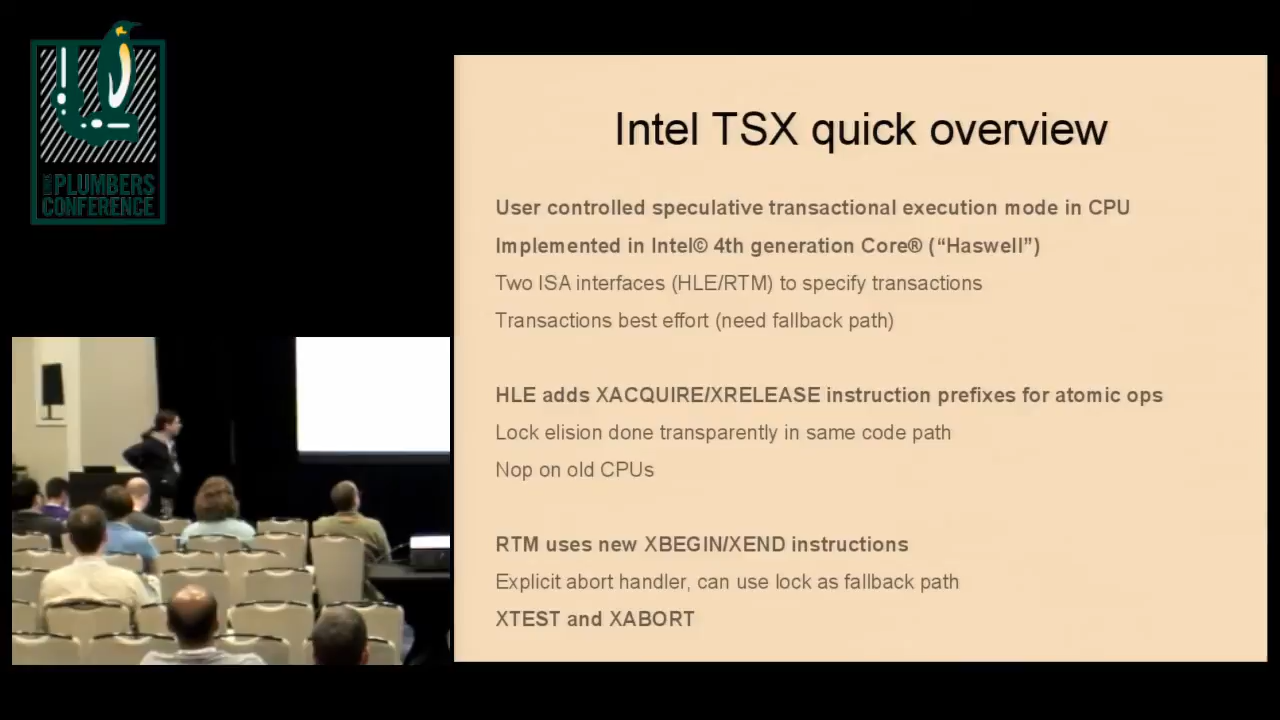 LINUX
PLUMBERS
CONFERENCE
Intel TSX quick overview
User controlled speculative transactional execution mode in CPU
Implemented in Intel© 4th generation Core® (“Haswell”)
Two ISA interfaces (HLE/RTM) to specify transactions
Transactions best effort (need fallback path)
HLE adds XACQUIRE/XRELEASE instruction prefixes for atomic ops
Lock elision done transparently in same code path
Nop on old CPUs
RTM uses new XBEGIN/XEND instructions
Explicit abort handler, can use lock as fallback path
XTEST and XABORT